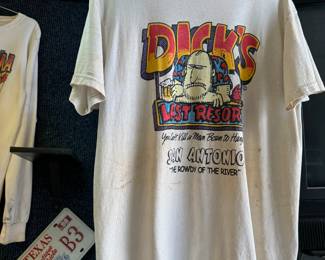 DICK'S
LAST RESORT
You Can't Kill a Man Born to Hang
SAN ANTONIO
"THE ROWDY OF THE RIVER"
TEXAS
B3